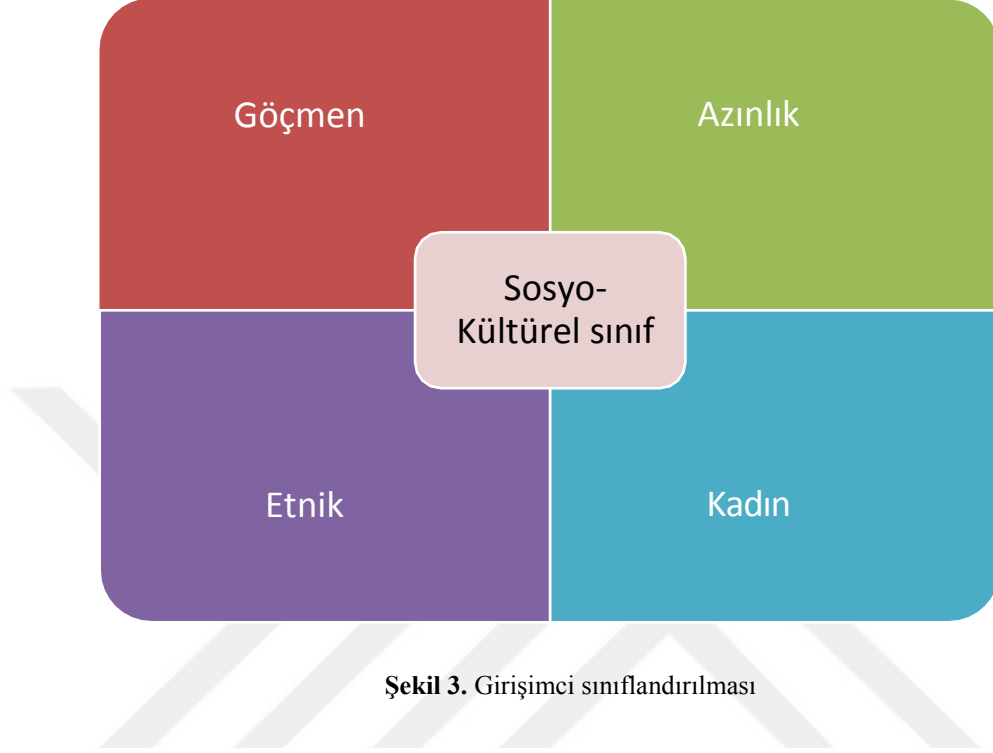 Göçmen
Azınlık
Sosyo-
Kültürel sınıf
Etnik
Kadın
Şekil 3. Girişimci sınıflandırılması